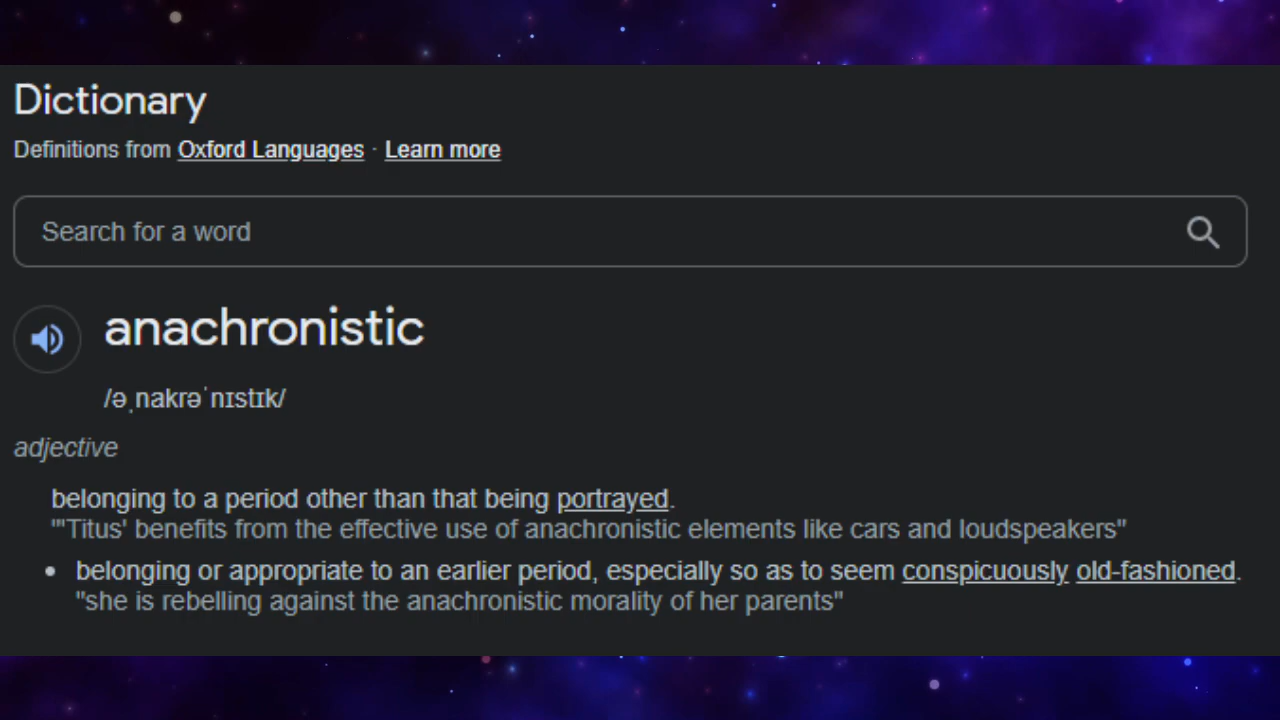 Dictionary
Definitions from Oxford Languages · Learn more
Search for a word
anachronistic
/əˌnakrəˈnɪstɪk/
adjective
belonging to a period other than that being portrayed.
"'Titus' benefits from the effective use of anachronistic elements like cars and loudspeakers"
• belonging or appropriate to an earlier period, especially so as to seem conspicuously old-fashioned.
"she is rebelling against the anachronistic morality of her parents"